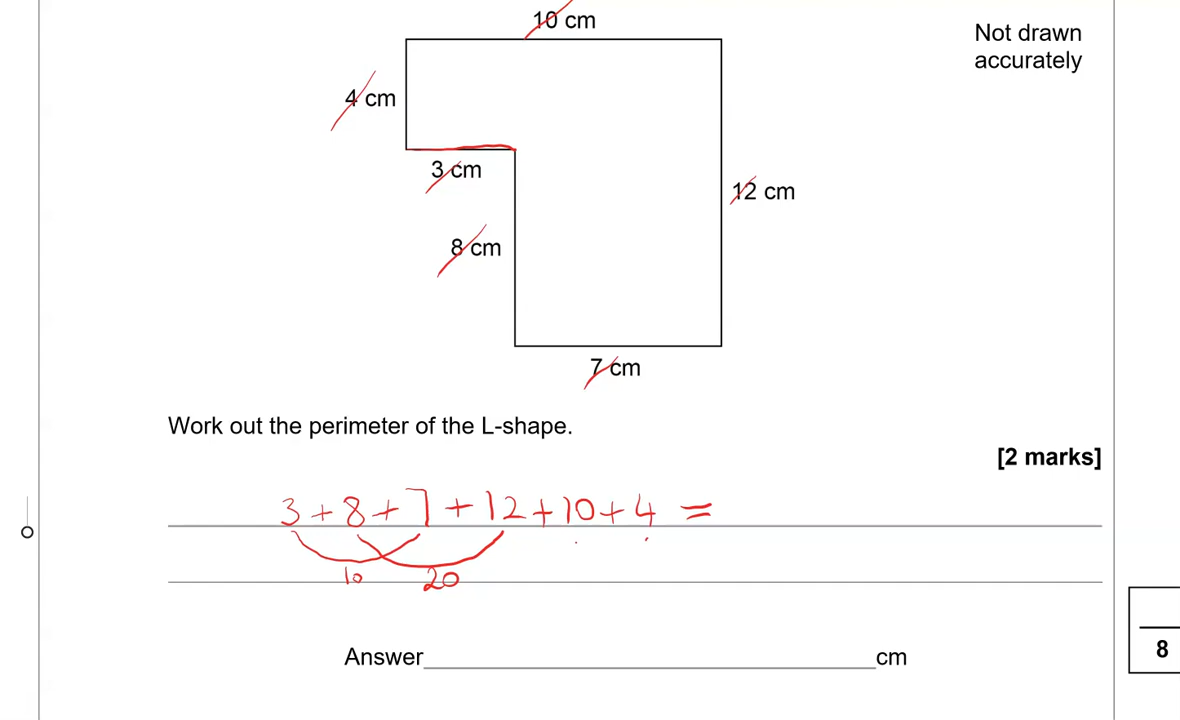 10 cm
Not drawn
accurately
4 cm
3 cm
12 cm
8 cm
7 cm
Work out the perimeter of the L-shape.
[2 marks]
3 + 8 + 7 + 12 + 10 + 4 =
10 20
8
Answer cm